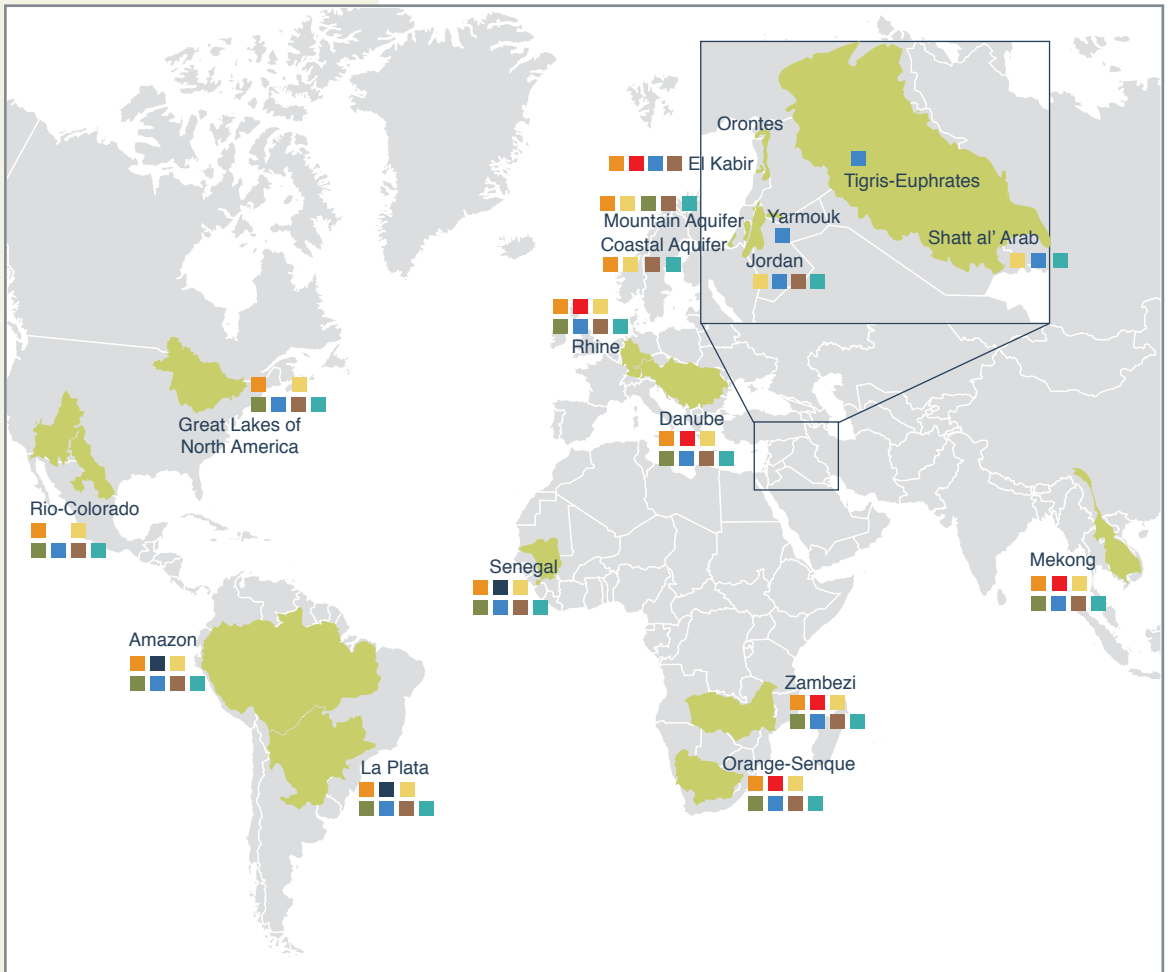 Orontes
El Kabir
Tigris-Euphrates
Mountain Aquifer
Yarmouk
Coastal Aquifer
Shatt al' Arab
Jordan
Rhine
Danube
Great Lakes of
North America
Rio-Colorado
Senegal
Mekong
Amazon
Zambezi
La Plata
Orange-Senque